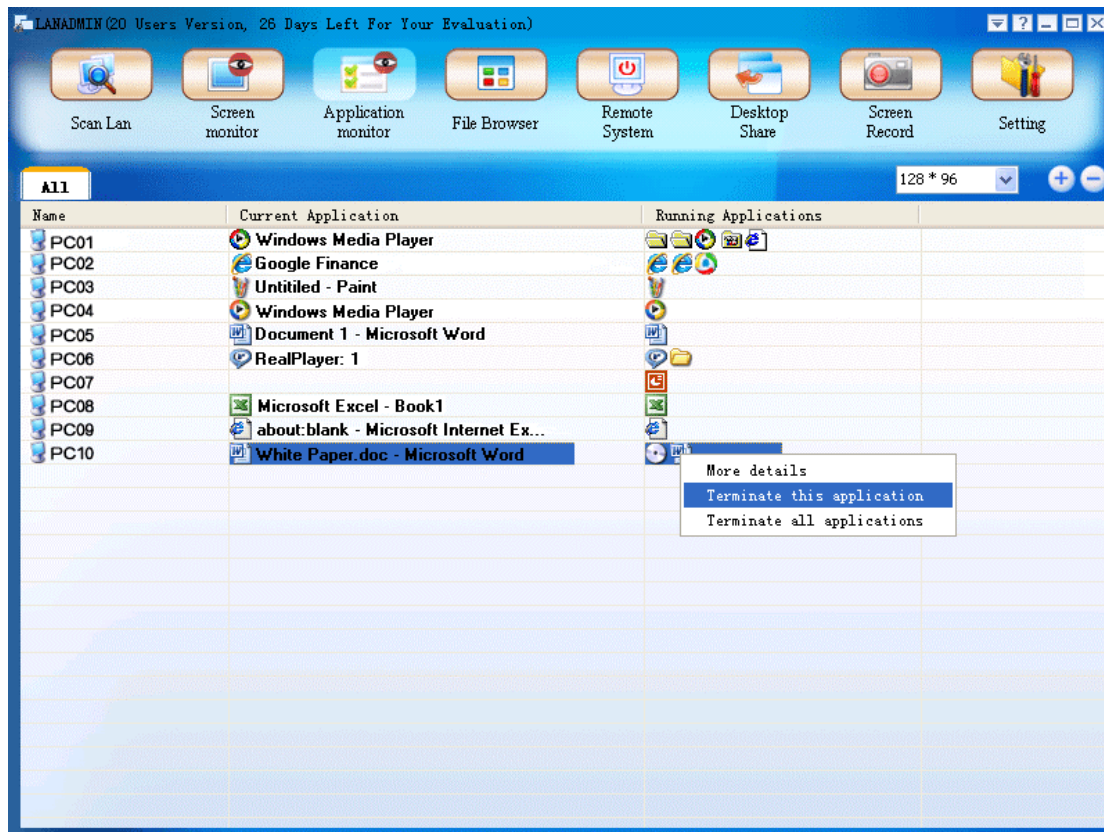 LANADMIN(20 Users Version, 26 Days Left For Your Evaluation)
Scan Lan
Screen
monitor
Application
monitor
File Browser
Remote
System
Desktop
Share
Screen
Record
Setting
All
128 * 96
Name Current Application Running Applications
PC01 Windows Media Player
PC02 Google Finance
PC03 Untitiled - Paint
PC04 Windows Media Player
PC05 Document 1 - Microsoft Word
PC06 RealPlayer: 1
PC07
PC08 Microsoft Excel - Book1
PC09 about:blank - Microsoft Internet Ex...
PC10 White Paper.doc - Microsoft Word
More details
Terminate this application
Terminate all applications